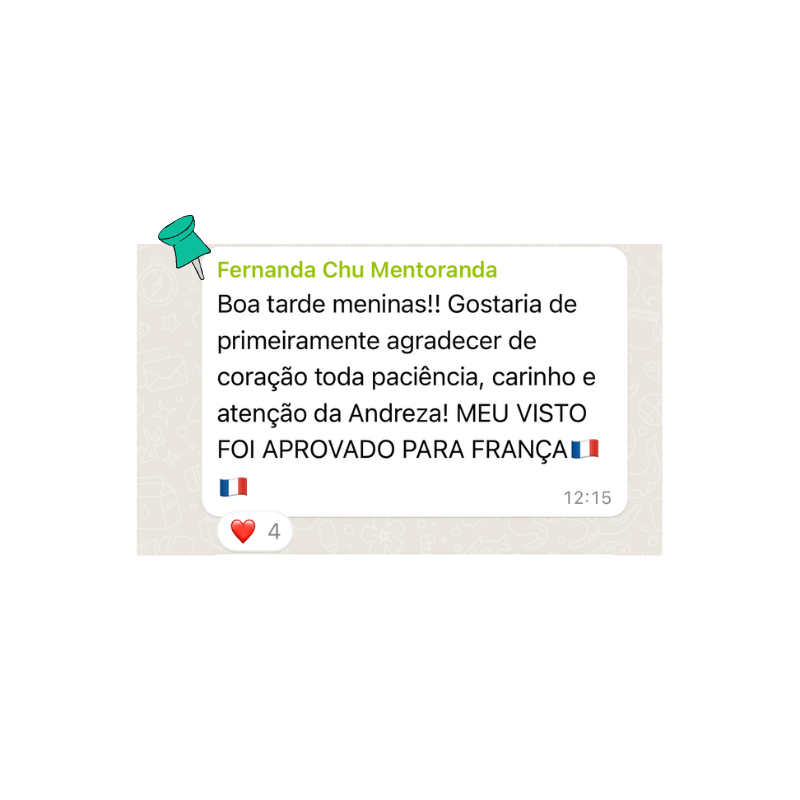 Fernanda Chu Mentoranda
Boa tarde meninas!! Gostaria de
primeiramente agradecer de
coração toda paciência, carinho e
atenção da Andreza! MEU VISTO
FOI APROVADO PARA FRANÇA🇫🇷
🇫🇷
12:15
❤️ 4